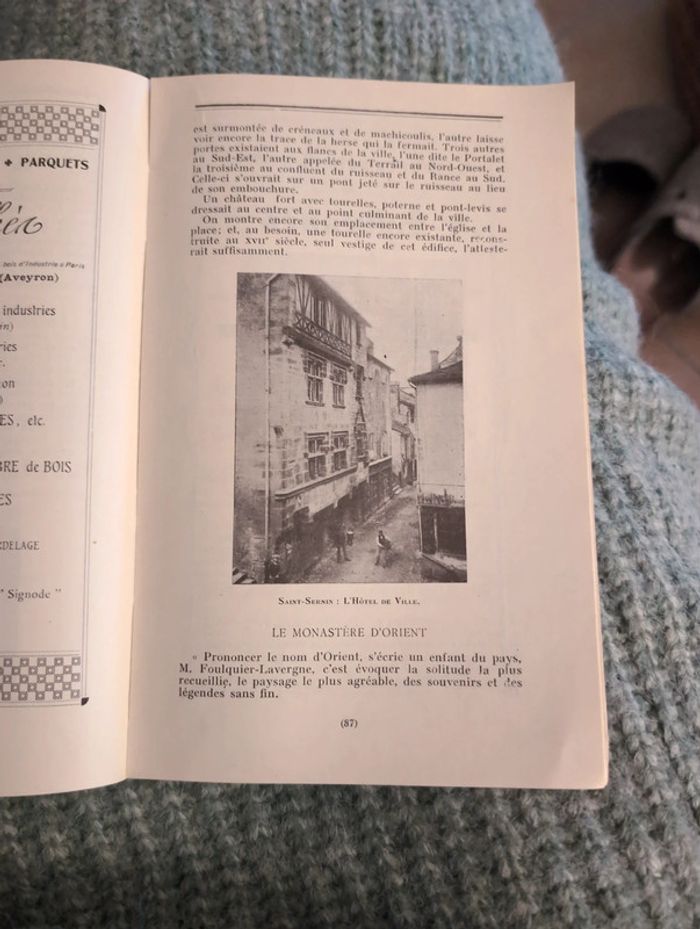 PARQUETS
bois d'Industrie à Paris
(Aveyron)
industries
ries
ion
ES, etc.
BRE de BOIS
ES
RDELAGE
" Signode "
est surmontée de créneaux et de machicoulis, l'autre laisse
voir encore la trace de la herse qui la fermait. Trois autres
portes existaient aux flancs de la ville, l'une dite le Portalet
au Sud-Est, l'autre appelée du Terrail au Nord-Ouest, et
la troisième au confluent du ruisseau et du Rance au Sud.
Celle-ci s'ouvrait sur un pont jeté sur le ruisseau au lieu
de son embouchure.
Un château fort avec tourelles, poterne et pont-levis se
dressait au centre et au point culminant de la ville.
On montre encore son emplacement entre l'église et la
place; et, au besoin, une tourelle encore existante, recons-
truite au XVIIe siècle, seul vestige de cet édifice, l'atteste-
rait suffisamment.
SAINT-SERNIN : L'HÔTEL DE VILLE.
LE MONASTÈRE D'ORIENT
« Prononcer le nom d'Orient, s'écrie un enfant du pays,
M. Foulquier-Lavergne, c'est évoquer la solitude la plus
recueillie, le paysage le plus agréable, des souvenirs et des
légendes sans fin.
(87)